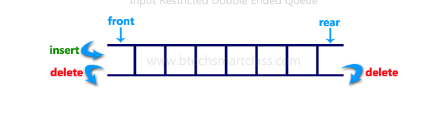 Input Restricted Double Ended Queue
front
rear
insert
www.btechsmartclass.com
delete
delete